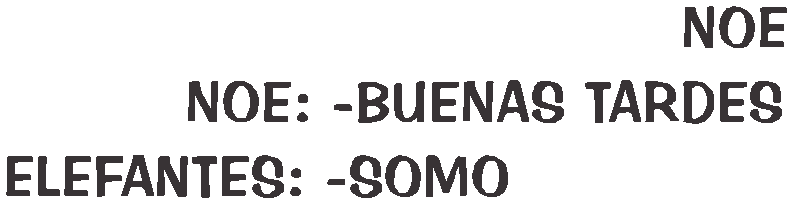 NOE
NOE: -BUENAS TARDES
ELEFANTES: -SOMO